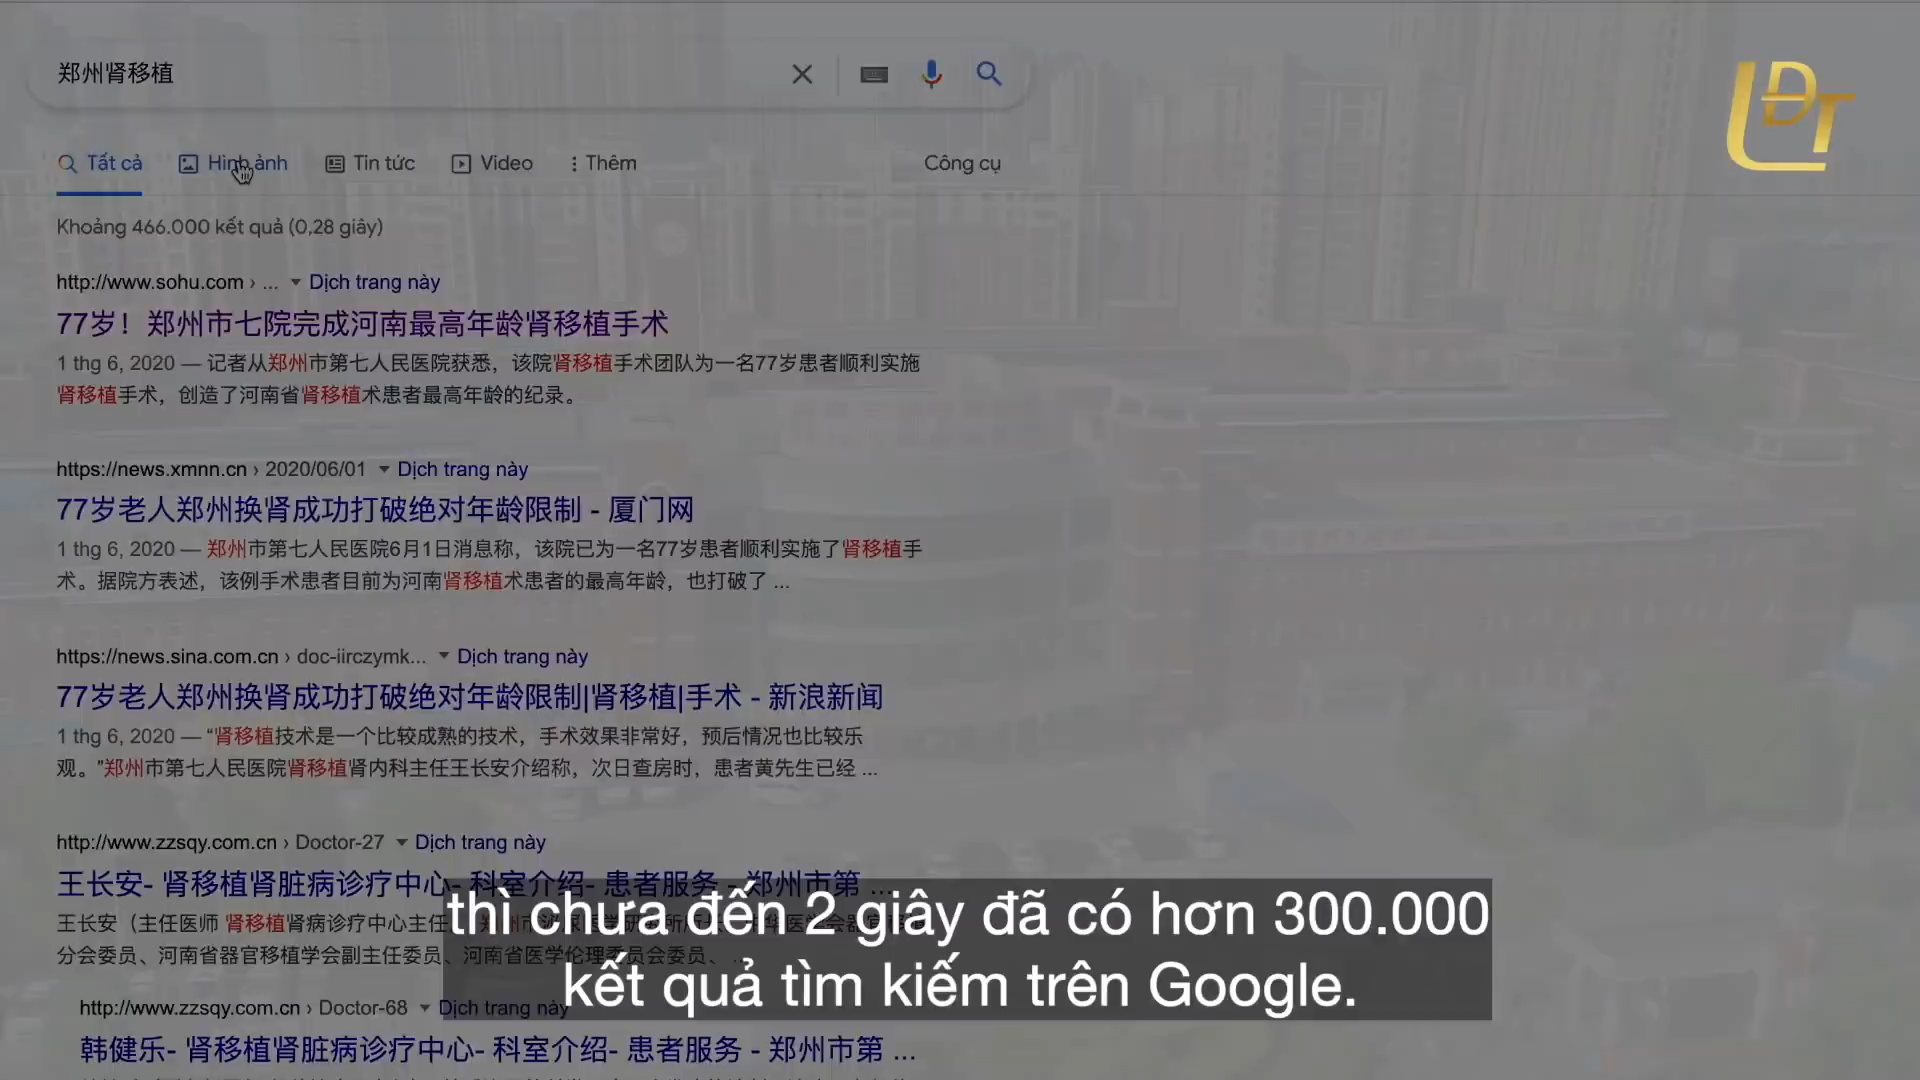 郑州肾移植
LĐT
Tất cả Hình ảnh Tin tức Video Thêm Công cụ
Khoảng 466.000 kết quả (0,28 giây)
http://www.sohu.com › ... Dịch trang này
77岁！郑州市七院完成河南最高年龄肾移植手术
1 thg 6, 2020 — 记者从郑州市第七人民医院获悉，该院肾移植手术团队为一名77岁患者顺利实施
肾移植手术，创造了河南省肾移植术患者最高年龄的纪录。
https://news.xmnn.cn › 2020/06/01 Dịch trang này
77岁老人郑州换肾成功打破绝对年龄限制 - 厦门网
1 thg 6, 2020 — 郑州市第七人民医院6月1日消息称，该院已为一名77岁患者顺利实施了肾移植手
术。据院方表述，该例手术患者目前为河南肾移植术患者的最高年龄，也打破了 ...
https://news.sina.com.cn › doc-iirczymk... Dịch trang này
77岁老人郑州换肾成功打破绝对年龄限制|肾移植|手术 - 新浪新闻
1 thg 6, 2020 — “肾移植技术是一个比较成熟的技术，手术效果非常好，预后情况也比较乐
观。”郑州市第七人民医院肾移植肾内科主任王长安介绍称，次日查房时，患者黄先生已经 ...
http://www.zzsqy.com.cn › Doctor-27 Dịch trang này
王长安- 肾移植肾脏病诊疗中心- 科室介绍- 患者服务 - 郑州市第 ...
王长安（主任医师 肾移植肾病诊疗中心主任
分会委员、河南省器官移植学会副主任委员、河南省医学伦理委员会委员、 ...
thì chưa đến 2 giây đã có hơn 300.000
kết quả tìm kiếm trên Google.
http://www.zzsqy.com.cn › Doctor-68 Dịch trang này
韩健乐- 肾移植肾脏病诊疗中心- 科室介绍- 患者服务 - 郑州市第 ...